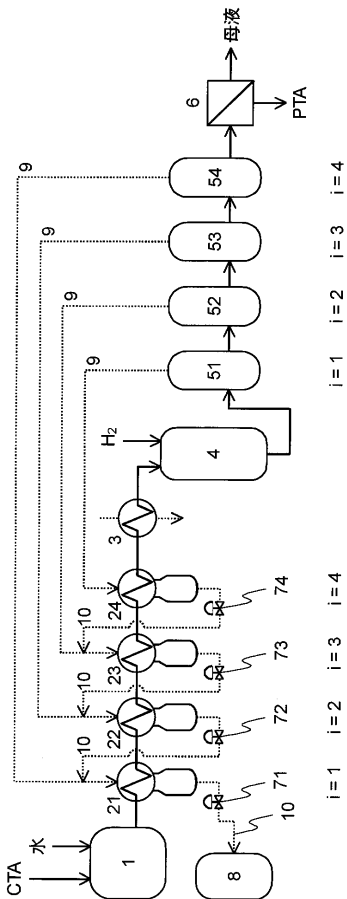 母液
6
PTA
9
9
9
9
54
53
52
51
i = 4
i = 3
i = 2
i = 1
H₂
4
3
24
23
22
21
10
10
10
74
73
72
71
i = 4
i = 3
i = 2
i = 1
CTA
水
1
8
10